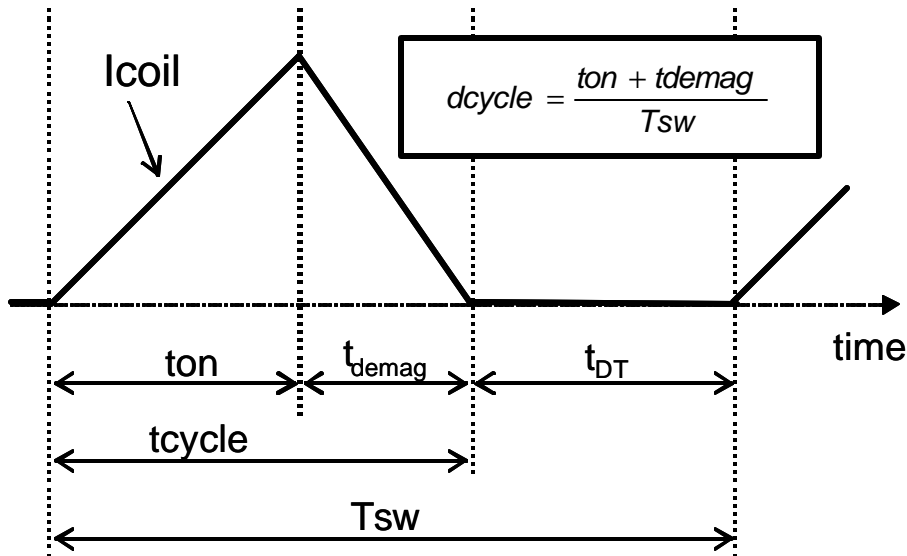 Icoil
dcycle = ton + tdemag
Tsw
time
ton
tdemag
tDT
tcycle
Tsw